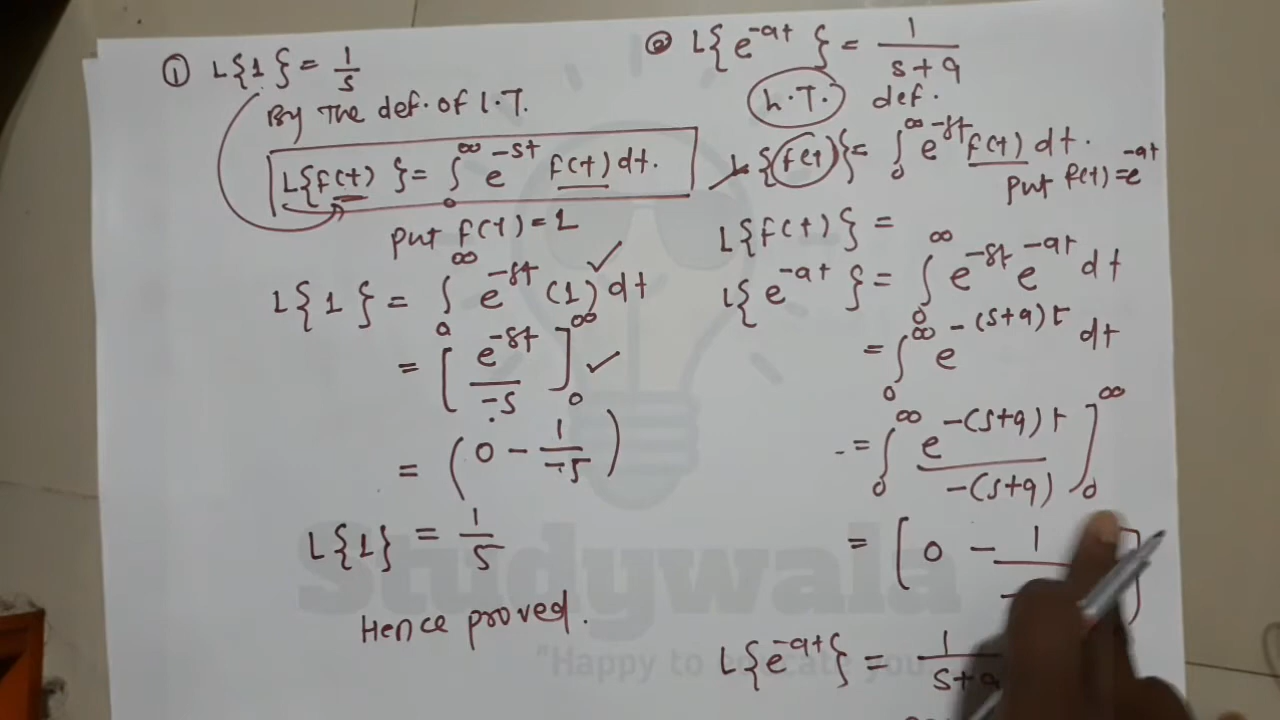 ① L{1} = 1/s
By The def. of L.T.
L{f(t)} = ∫₀^∞ e^-st f(t) dt.
put f(t) = 1
L{1} = ∫₀^∞ e^-st (1) dt ✓
= [e^-st / -s]₀^∞ ✓
= (0 - 1/-s)
L{1} = 1/s
Hence proved.
② L{e^-at} = 1/s+a
L.T. def.
L{f(t)} = ∫₀^∞ e^-st f(t) dt.
put f(t) = e^-at
L{f(t)} =
L{e^-at} = ∫₀^∞ e^-st e^-at dt
= ∫₀^∞ e^-(s+a)t dt
= ∫₀^∞ e^-(s+a)t / -(s+a)]₀^∞
= [0 - 1/-
L{e^-at} = 1/s+a
Studywala
"Happy to educate you